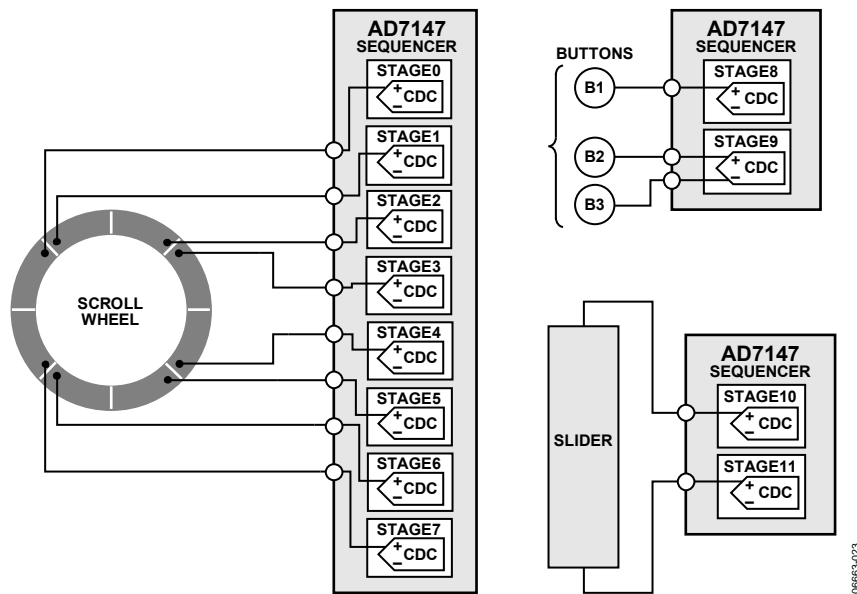 AD7147
SEQUENCER
STAGE0
+
–
CDC
STAGE1
+
–
CDC
STAGE2
+
–
CDC
STAGE3
+
–
CDC
STAGE4
+
–
CDC
STAGE5
+
–
CDC
STAGE6
+
–
CDC
STAGE7
+
–
CDC
SCROLL
WHEEL
BUTTONS
B1
B2
B3
AD7147
SEQUENCER
STAGE8
+
–
CDC
STAGE9
+
–
CDC
SLIDER
AD7147
SEQUENCER
STAGE10
+
–
CDC
STAGE11
+
–
CDC
06663-023